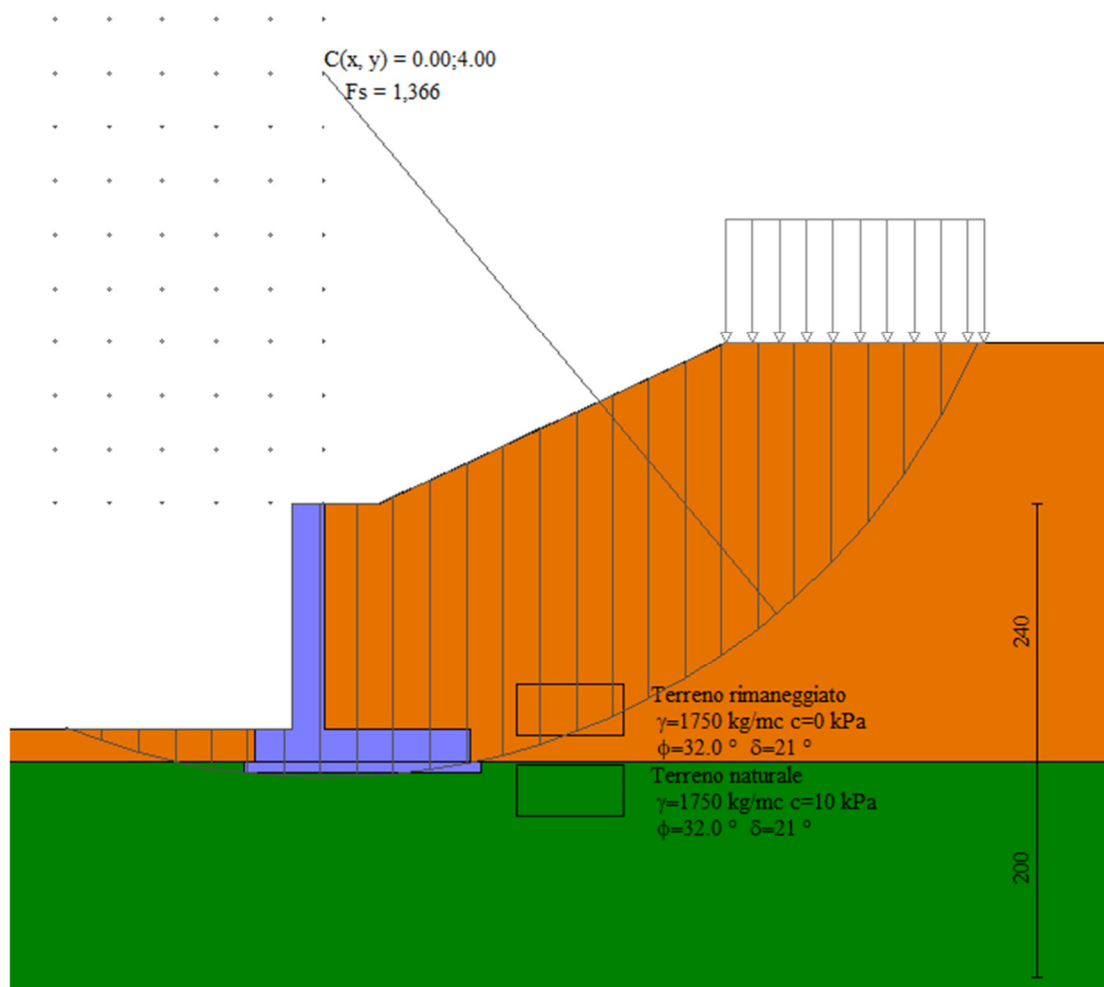 C(x, y) = 0.00;4.00
Fs = 1,366
240
Terreno rimaneggiato
γ=1750 kg/mc c=0 kPa
ϕ=32.0 ° δ=21 °
Terreno naturale
γ=1750 kg/mc c=10 kPa
ϕ=32.0 ° δ=21 °
200